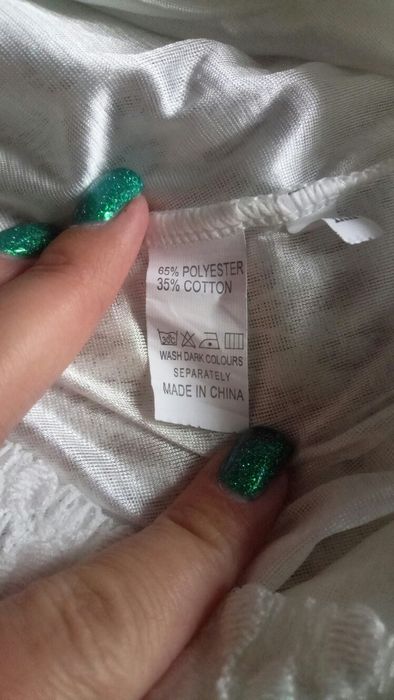 65% POLYESTER
35% COTTON
WASH DARK COLOURS
SEPARATELY
MADE IN CHINA